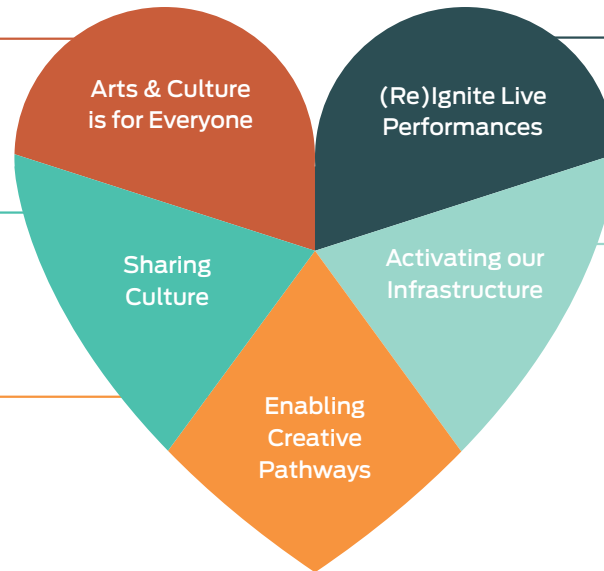 Arts & Culture
is for Everyone
(Re)Ignite Live
Performances
Sharing
Culture
Activating our
Infrastructure
Enabling
Creative
Pathways